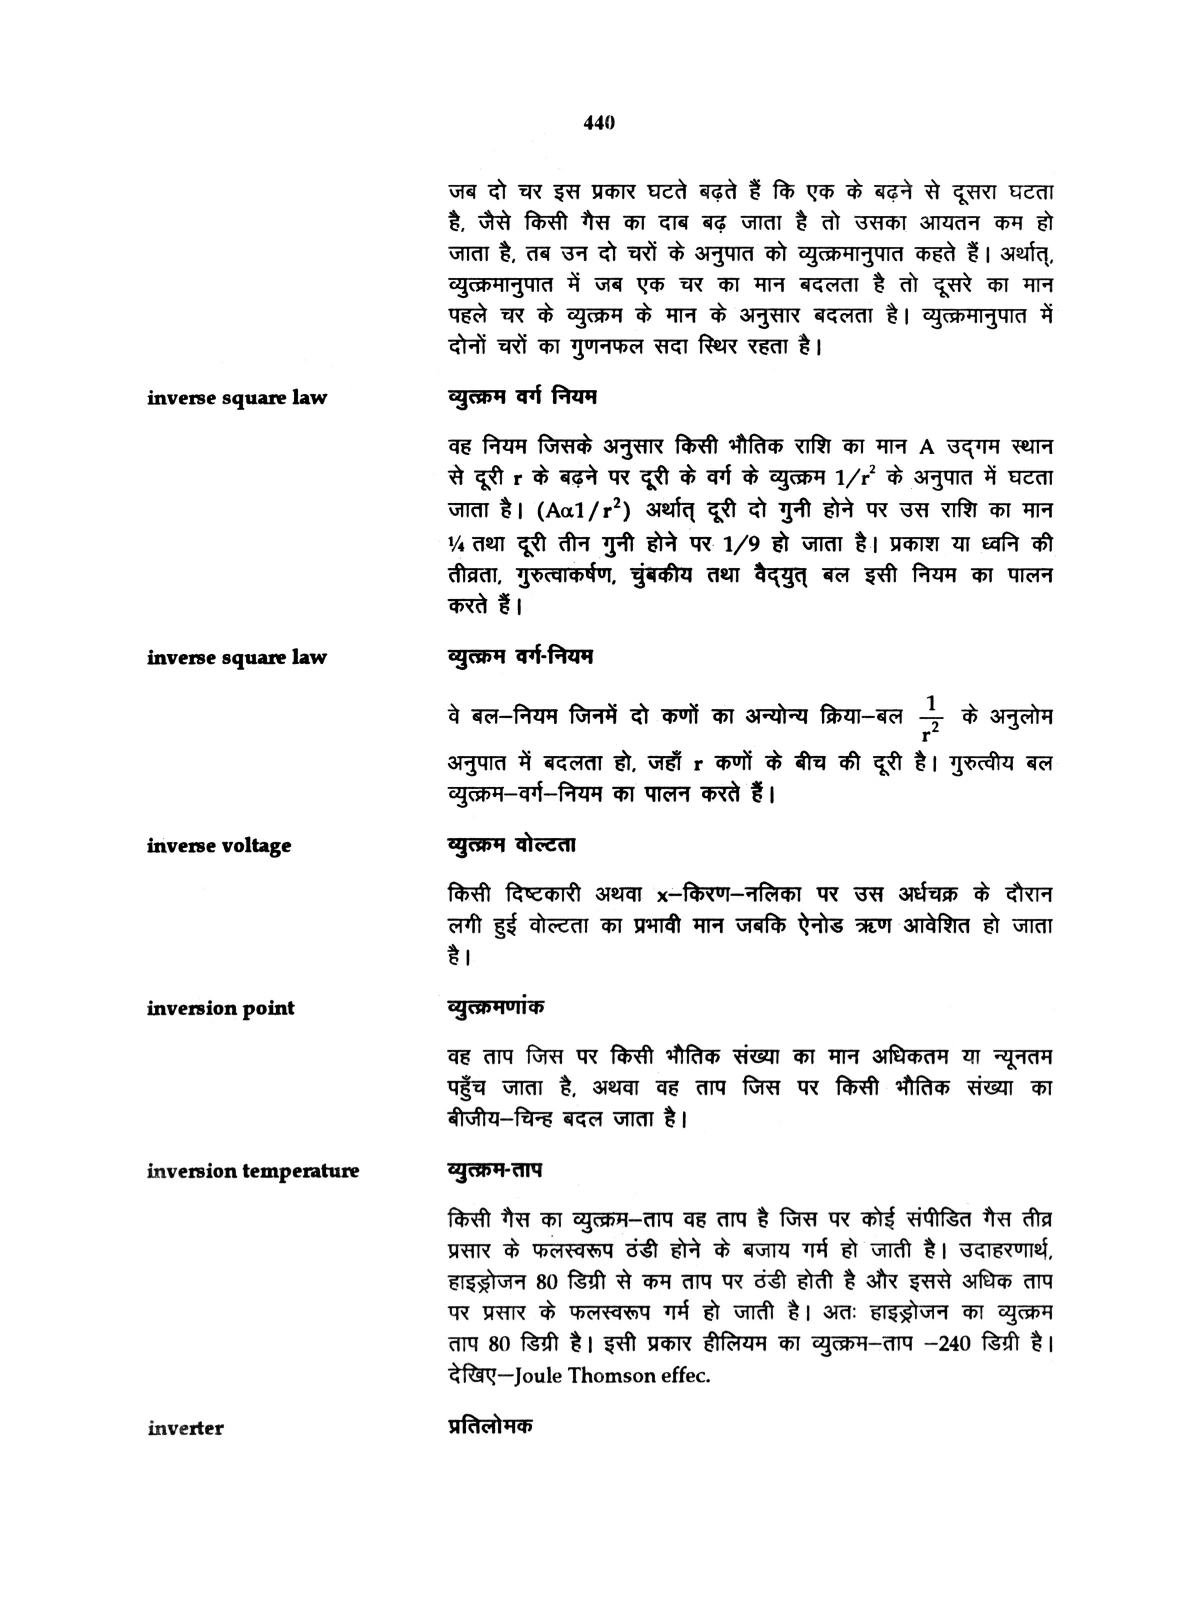 440
जब दो चर इस प्रकार घटते बढ़ते हैं कि एक के बढ़ने से दूसरा घटता
है, जैसे किसी गैस का दाब बढ़ जाता है तो उसका आयतन कम हो
जाता है, तब उन दो चरों के अनुपात को व्युत्क्रमानुपात कहते हैं। अर्थात्,
व्युत्क्रमानुपात में जब एक चर का मान बदलता है तो दूसरे का मान
पहले चर के व्युत्क्रम के मान के अनुसार बदलता है। व्युत्क्रमानुपात में
दोनों चरों का गुणनफल सदा स्थिर रहता है।
inverse square law व्युत्क्रम वर्ग नियम
वह नियम जिसके अनुसार किसी भौतिक राशि का मान A उद्‌गम स्थान
से दूरी r के बढ़ने पर दूरी के वर्ग के व्युत्क्रम 1/r² के अनुपात में घटता
जाता है। (Aα1/r²) अर्थात् दूरी दो गुनी होने पर उस राशि का मान
¼ तथा दूरी तीन गुनी होने पर 1/9 हो जाता है। प्रकाश या ध्वनि की
तीव्रता, गुरुत्वाकर्षण, चुंबकीय तथा वैद्‌युत् बल इसी नियम का पालन
करते हैं।
inverse square law व्युत्क्रम वर्ग-नियम
वे बल–नियम जिनमें दो कणों का अन्योन्य क्रिया–बल 1/r² के अनुलोम
अनुपात में बदलता हो, जहाँ r कणों के बीच की दूरी है। गुरुत्वीय बल
व्युत्क्रम–वर्ग–नियम का पालन करते हैं।
inverse voltage व्युत्क्रम वोल्टता
किसी दिष्टकारी अथवा x–किरण–नलिका पर उस अर्धचक्र के दौरान
लगी हुई वोल्टता का प्रभावी मान जबकि ऐनोड ऋण आवेशित हो जाता
है।
inversion point व्युत्क्रमणांक
वह ताप जिस पर किसी भौतिक संख्या का मान अधिकतम या न्यूनतम
पहुँच जाता है, अथवा वह ताप जिस पर किसी भौतिक संख्या का
बीजीय–चिन्ह बदल जाता है।
inversion temperature व्युत्क्रम-ताप
किसी गैस का व्युत्क्रम–ताप वह ताप है जिस पर कोई संपीडित गैस तीव्र
प्रसार के फलस्वरूप ठंडी होने के बजाय गर्म हो जाती है। उदाहरणार्थ,
हाइड्रोजन 80 डिग्री से कम ताप पर ठंडी होती है और इससे अधिक ताप
पर प्रसार के फलस्वरूप गर्म हो जाती है। अतः हाइड्रोजन का व्युत्क्रम
ताप 80 डिग्री है। इसी प्रकार हीलियम का व्युत्क्रम–ताप –240 डिग्री है।
देखिए–Joule Thomson effec.
inverter प्रतिलोमक